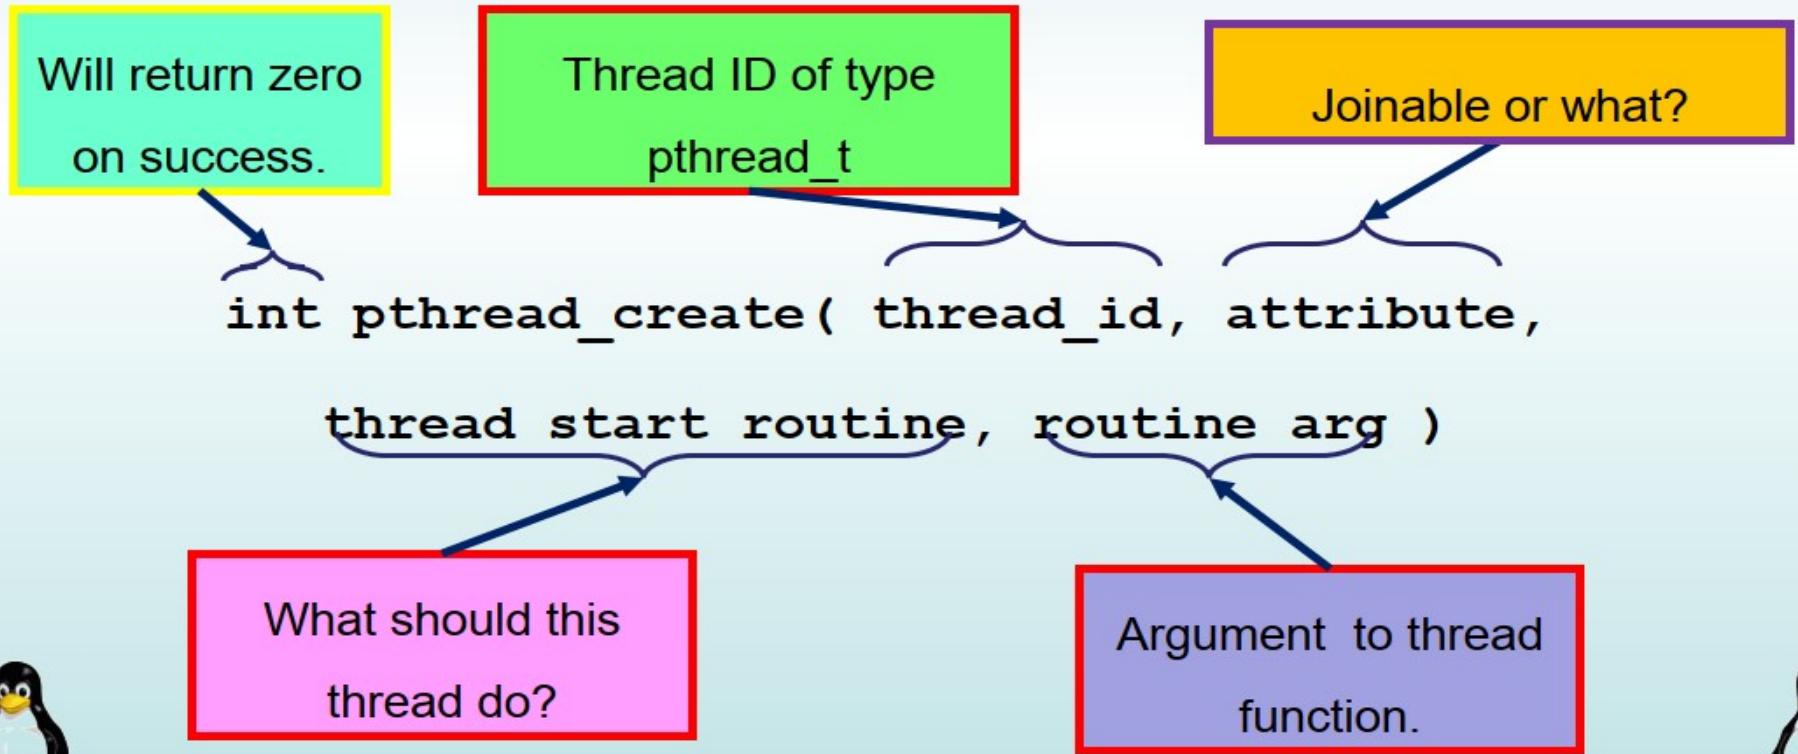 Will return zero
on success.
Thread ID of type
pthread_t
Joinable or what?
int pthread_create( thread_id, attribute,
thread start routine, routine arg )
What should this
thread do?
Argument  to thread
function.